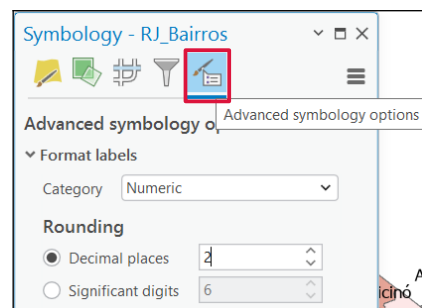 Symbology - RJ_Bairros
Advanced symbology options
Advanced symbology op
Format labels
Category Numeric
Rounding
Decimal places 2
Significant digits 6
icinó
A